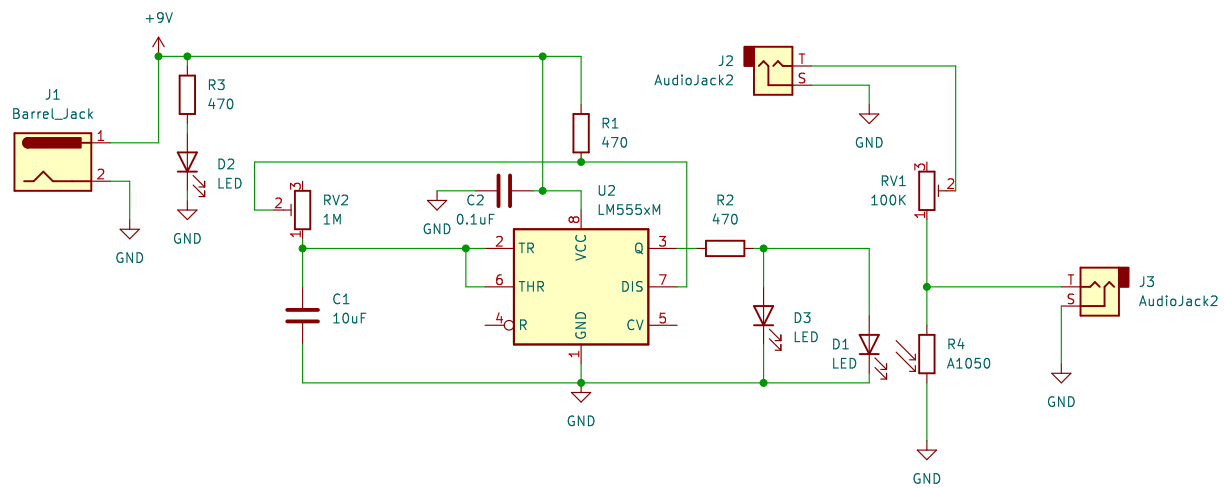 +9V
J1
Barrel_Jack
1
2
GND
R3
470
D2
LED
GND
R1
470
3
2
RV2
1M
1
GND
C2
0.1uF
U2
LM555xM
8
VCC
2
TR
6
THR
4
R
GND
1
Q
3
DIS
7
CV
5
GND
C1
10uF
R2
470
D3
LED
D1
LED
J2
AudioJack2
T
S
GND
3
RV1
100K
2
1
R4
A1050
GND
T
S
J3
AudioJack2
GND